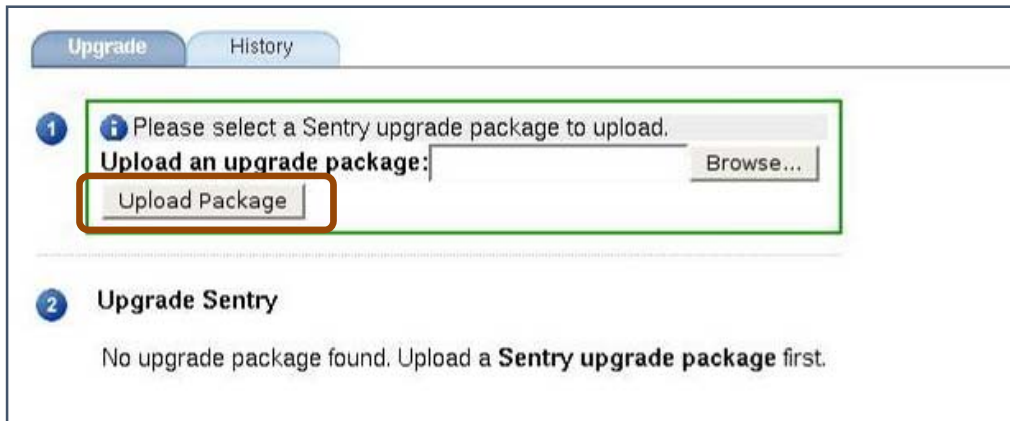 Upgrade History
1 Please select a Sentry upgrade package to upload.
Upload an upgrade package: Browse...
Upload Package
2 Upgrade Sentry
No upgrade package found. Upload a Sentry upgrade package first.